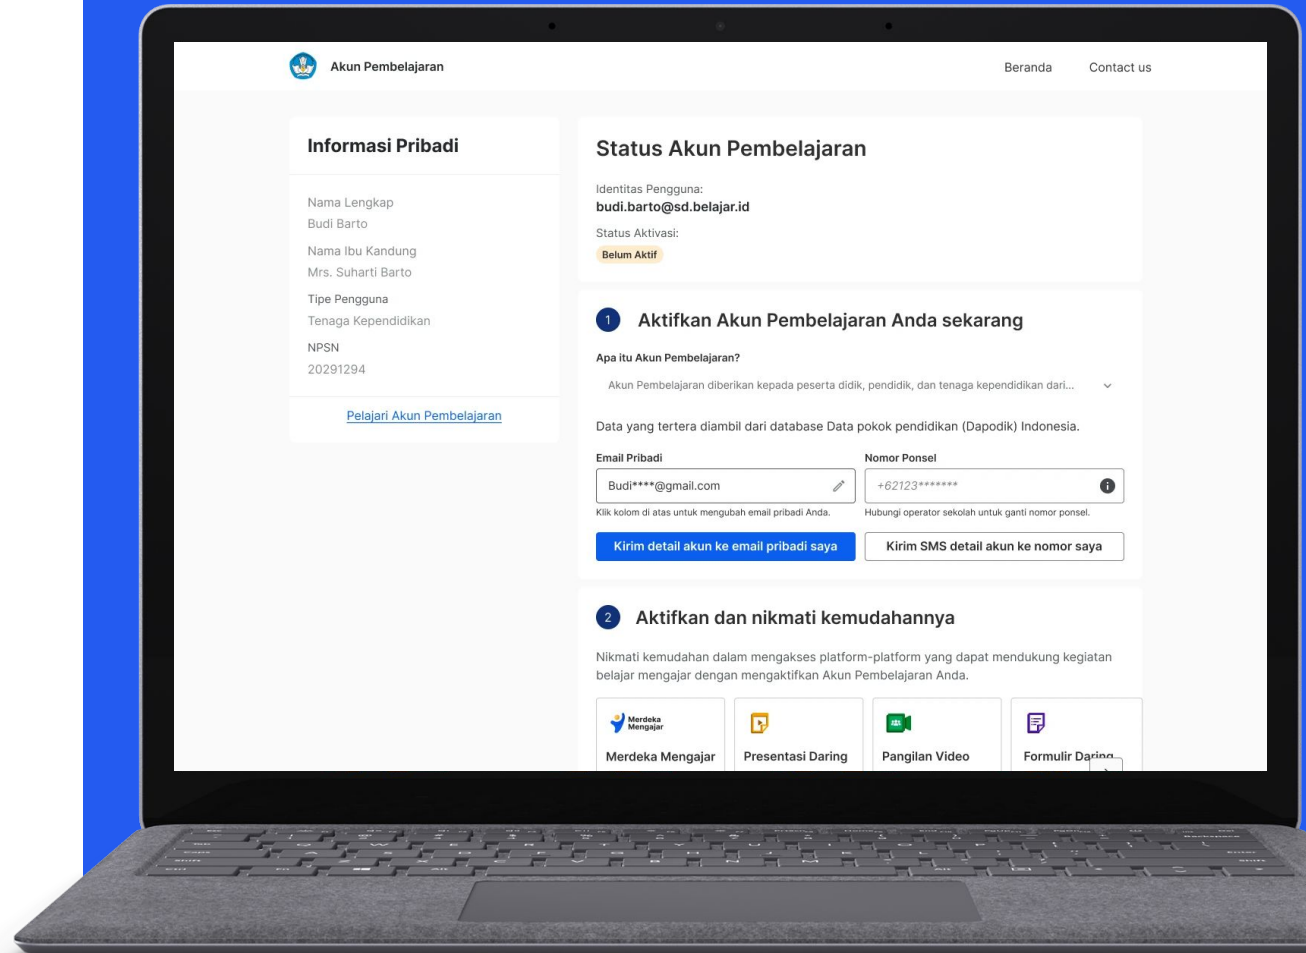 Akun Pembelajaran
Beranda
Contact us
Informasi Pribadi
Nama Lengkap
Budi Barto
Nama Ibu Kandung
Mrs. Suharti Barto
Tipe Pengguna
Tenaga Kependidikan
NPSN
20291294
Pelajari Akun Pembelajaran
Status Akun Pembelajaran
Identitas Pengguna:
budi.barto@sd.belajar.id
Status Aktivasi:
Belum Aktif
1 Aktifkan Akun Pembelajaran Anda sekarang
Apa itu Akun Pembelajaran?
Akun Pembelajaran diberikan kepada peserta didik, pendidik, dan tenaga kependidikan dari...
Data yang tertera diambil dari database Data pokok pendidikan (Dapodik) Indonesia.
Email Pribadi
Budi****@gmail.com
Klik kolom di atas untuk mengubah email pribadi Anda.
Kirim detail akun ke email pribadi saya
Nomor Ponsel
+62123*******
Hubungi operator sekolah untuk ganti nomor ponsel.
Kirim SMS detail akun ke nomor saya
2 Aktifkan dan nikmati kemudahannya
Nikmati kemudahan dalam mengakses platform-platform yang dapat mendukung kegiatan
belajar mengajar dengan mengaktifkan Akun Pembelajaran Anda.
Merdeka
Mengajar
Merdeka Mengajar
Presentasi Daring
Pangilan Video
Formulir Daring